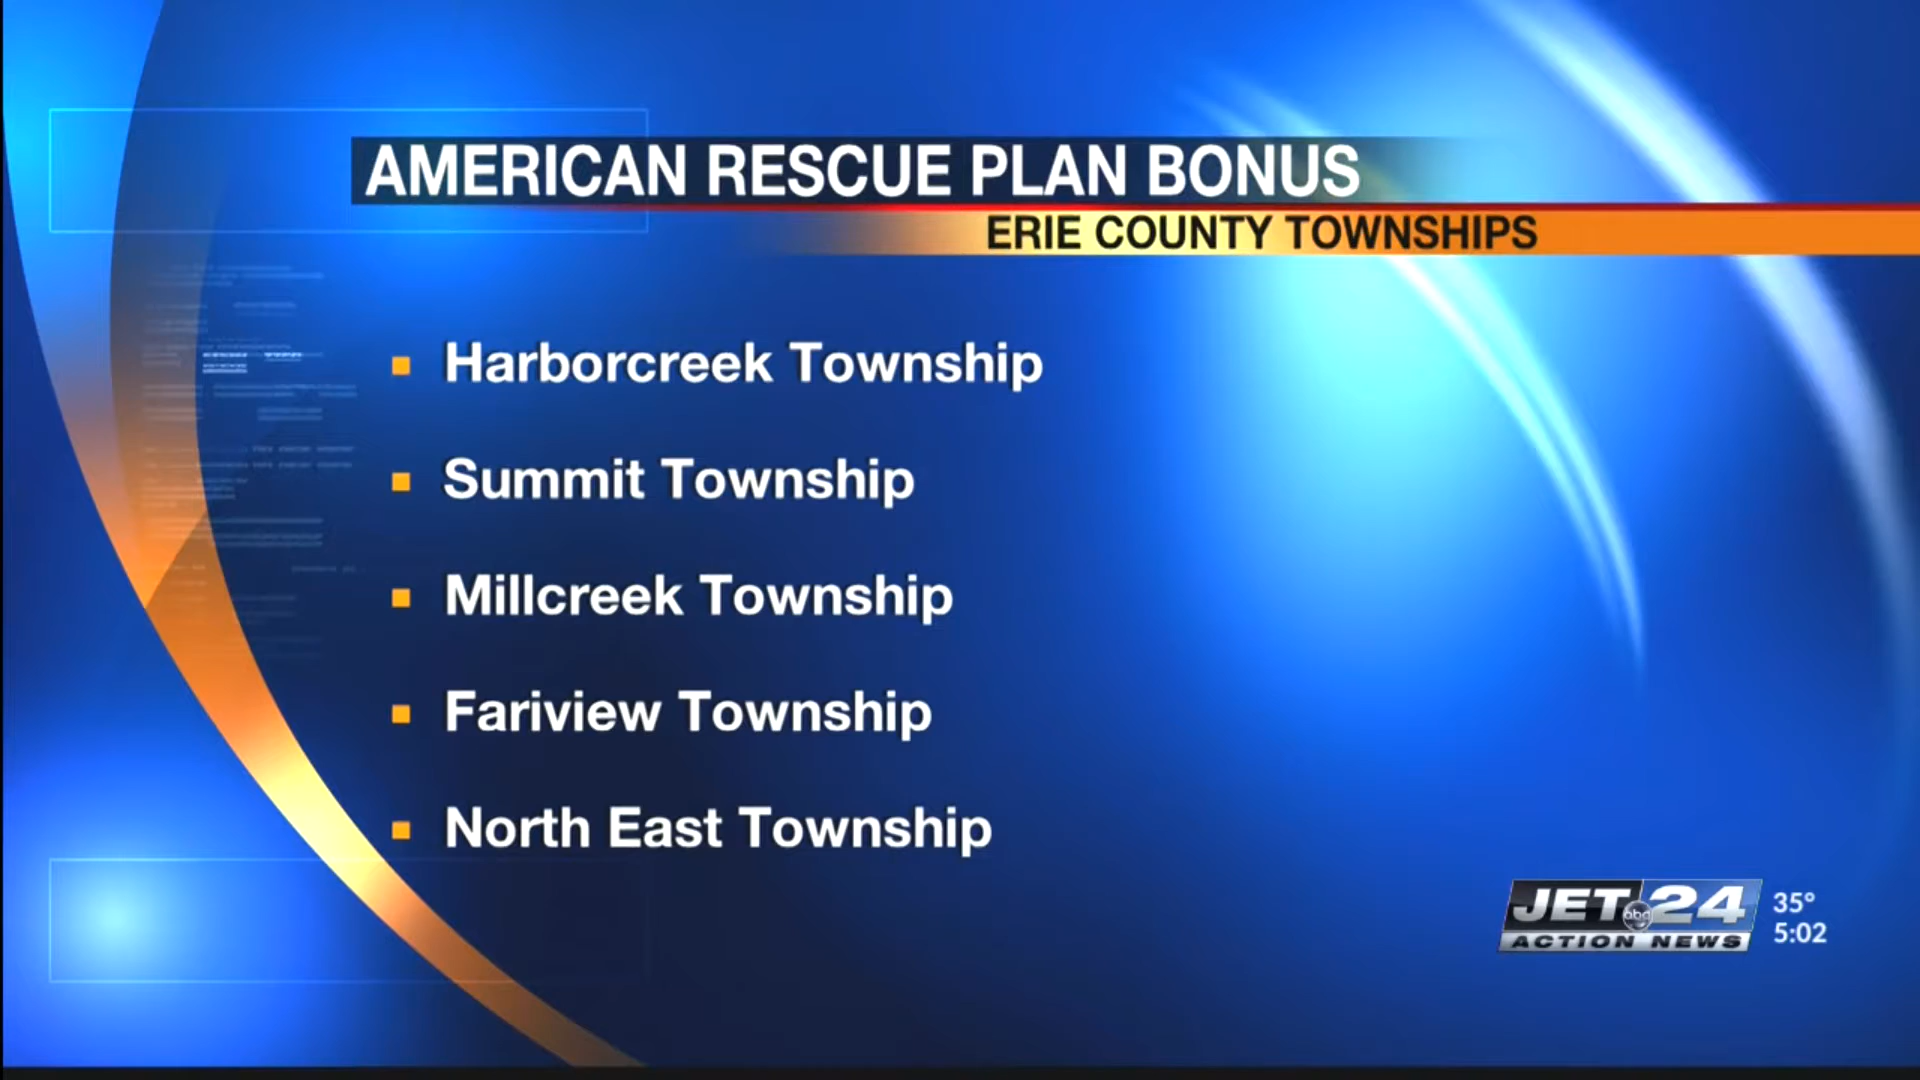 AMERICAN RESCUE PLAN BONUS
ERIE COUNTY TOWNSHIPS
Harborcreek Township
Summit Township
Millcreek Township
Fariview Township
North East Township
JET abc 24
ACTION NEWS
35°
5:02